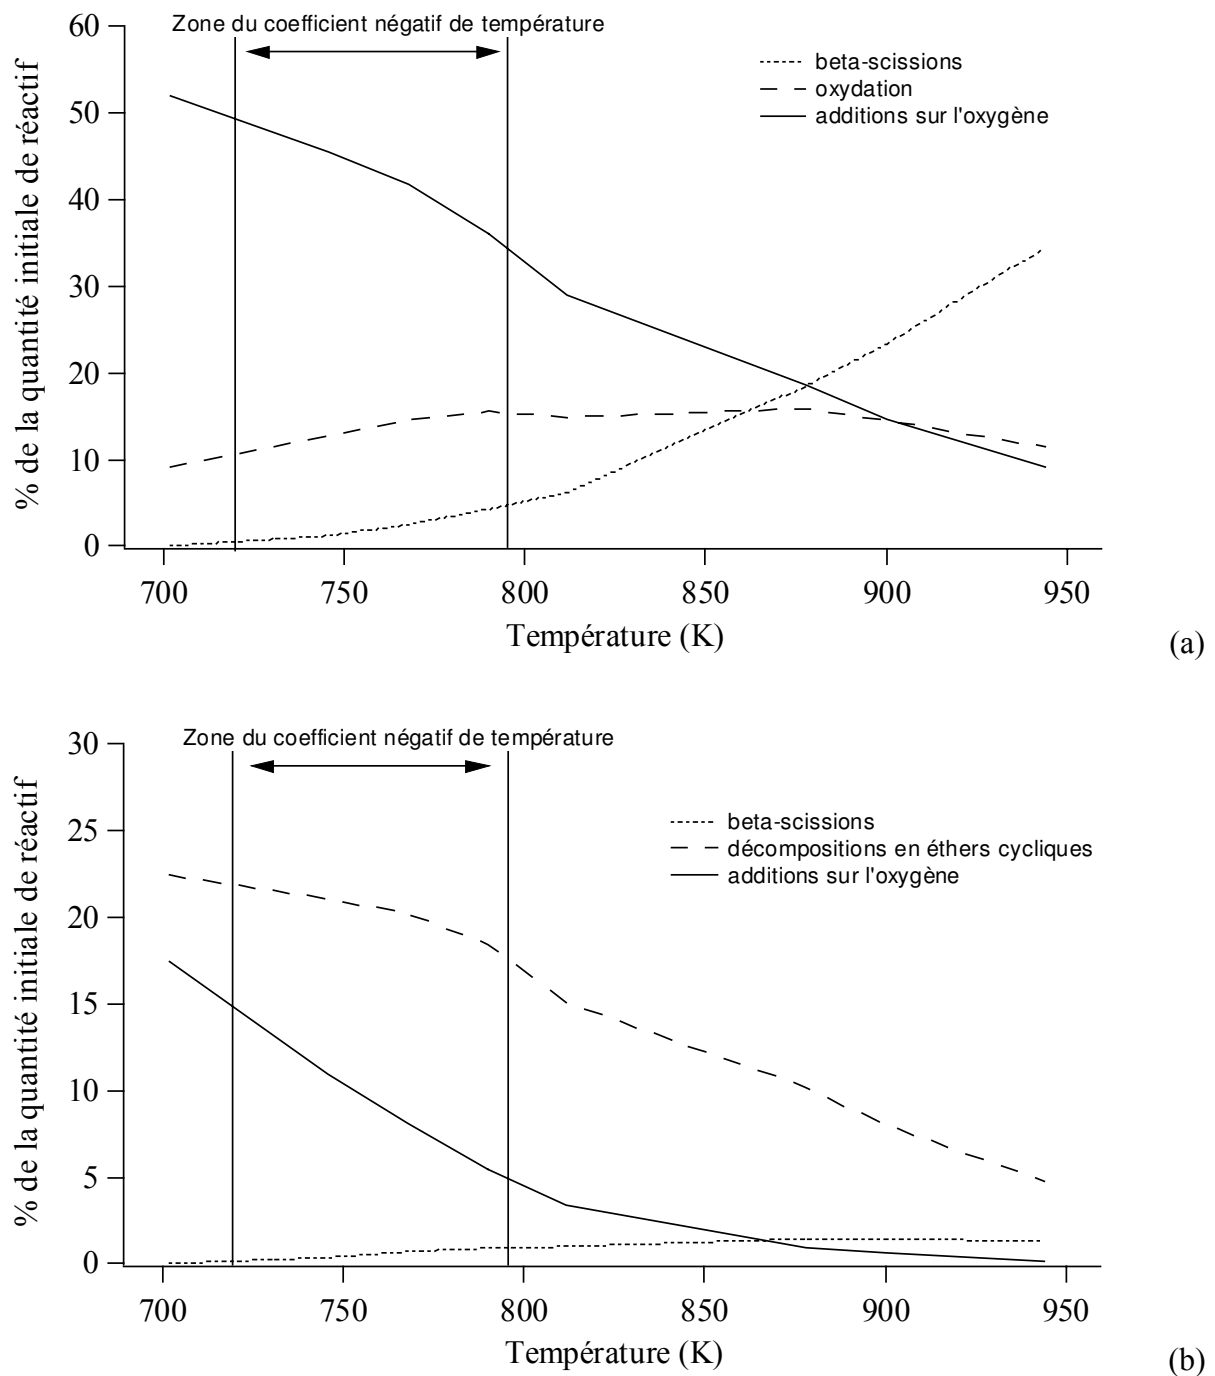 Zone du coefficient négatif de température
60
50
40
30
20
10
0
% de la quantité initiale de réactif
beta-scissions
oxydation
additions sur l'oxygène
700 750 800 850 900 950
Température (K)
(a)
Zone du coefficient négatif de température
30
25
20
15
10
5
0
% de la quantité initiale de réactif
beta-scissions
décompositions en éthers cycliques
additions sur l'oxygène
700 750 800 850 900 950
Température (K)
(b)